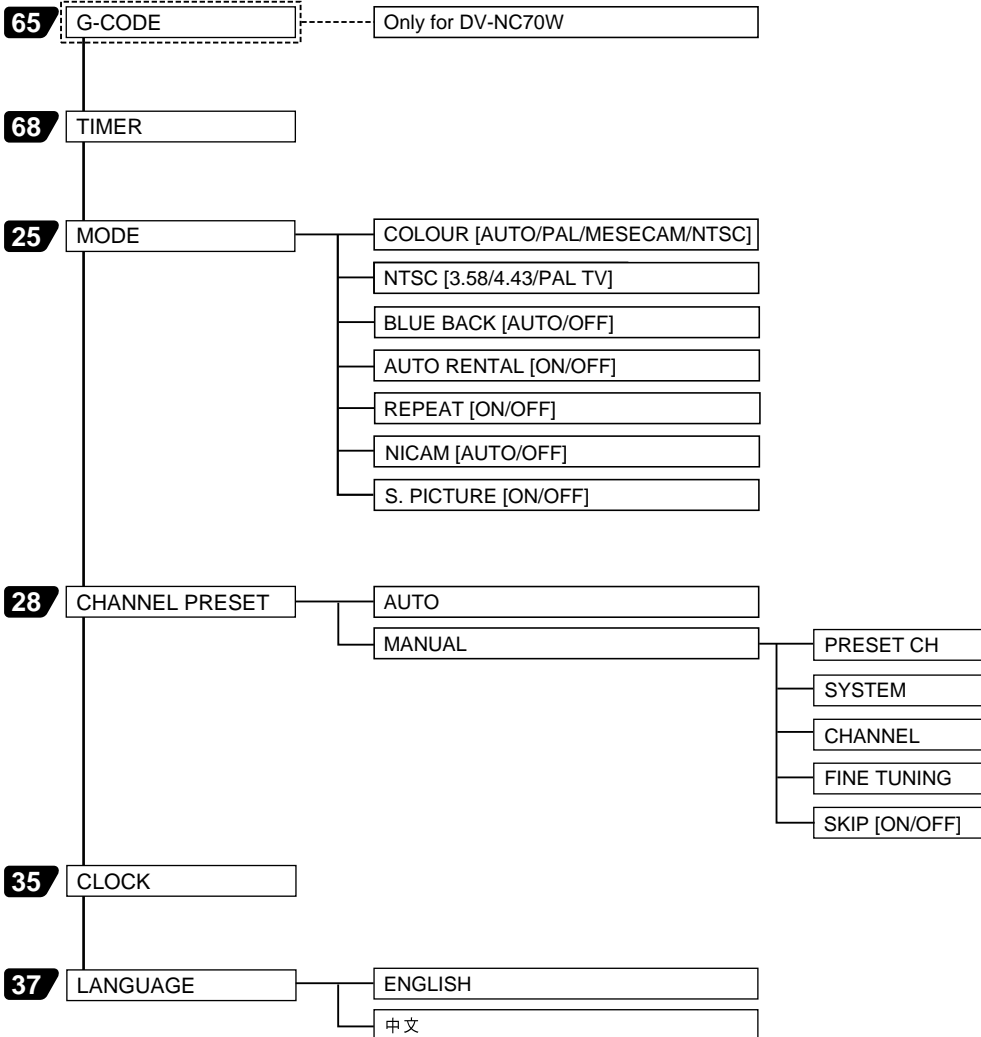 65 G-CODE Only for DV-NC70W
68 TIMER
25 MODE COLOUR [AUTO/PAL/MESECAM/NTSC]
NTSC [3.58/4.43/PAL TV]
BLUE BACK [AUTO/OFF]
AUTO RENTAL [ON/OFF]
REPEAT [ON/OFF]
NICAM [AUTO/OFF]
S. PICTURE [ON/OFF]
28 CHANNEL PRESET AUTO
MANUAL PRESET CH
SYSTEM
CHANNEL
FINE TUNING
SKIP [ON/OFF]
35 CLOCK
37 LANGUAGE ENGLISH
中文